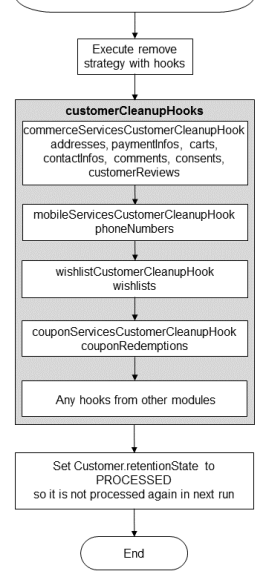 Execute remove
strategy with hooks
customerCleanupHooks
commerceServicesCustomerCleanupHook
addresses, paymentInfos, carts,
contactInfos, comments, consents,
customerReviews
mobileServicesCustomerCleanupHook
phoneNumbers
wishlistCustomerCleanupHook
wishlists
couponServicesCustomerCleanupHook
couponRedemptions
Any hooks from other modules
Set Customer.retentionState to
PROCESSED
so it is not processed again in next run
End